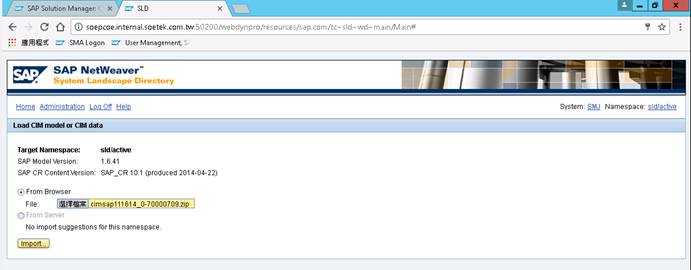 SAP Solution Manager: C
SLD
soepcoe.internal.soetek.com.tw:50200/webdynpro/resources/sap.com/tc~sld~wd~main/Main#
應用程式 SMA Logon User Management, S
SAP SAP NetWeaver™
System Landscape Directory
Home Administration Log Off Help System: SMU Namespace: sld/active
Load CIM model or CIM data
Target Namespace: sld/active
SAP Model Version: 1.6.41
SAP CR Content Version: SAP_CR 10.1 (produced 2014-04-22)
From Browser
File: 選擇檔案 cimsap111614_0-70000709.zip
From Server
No import suggestions for this namespace.
Import...